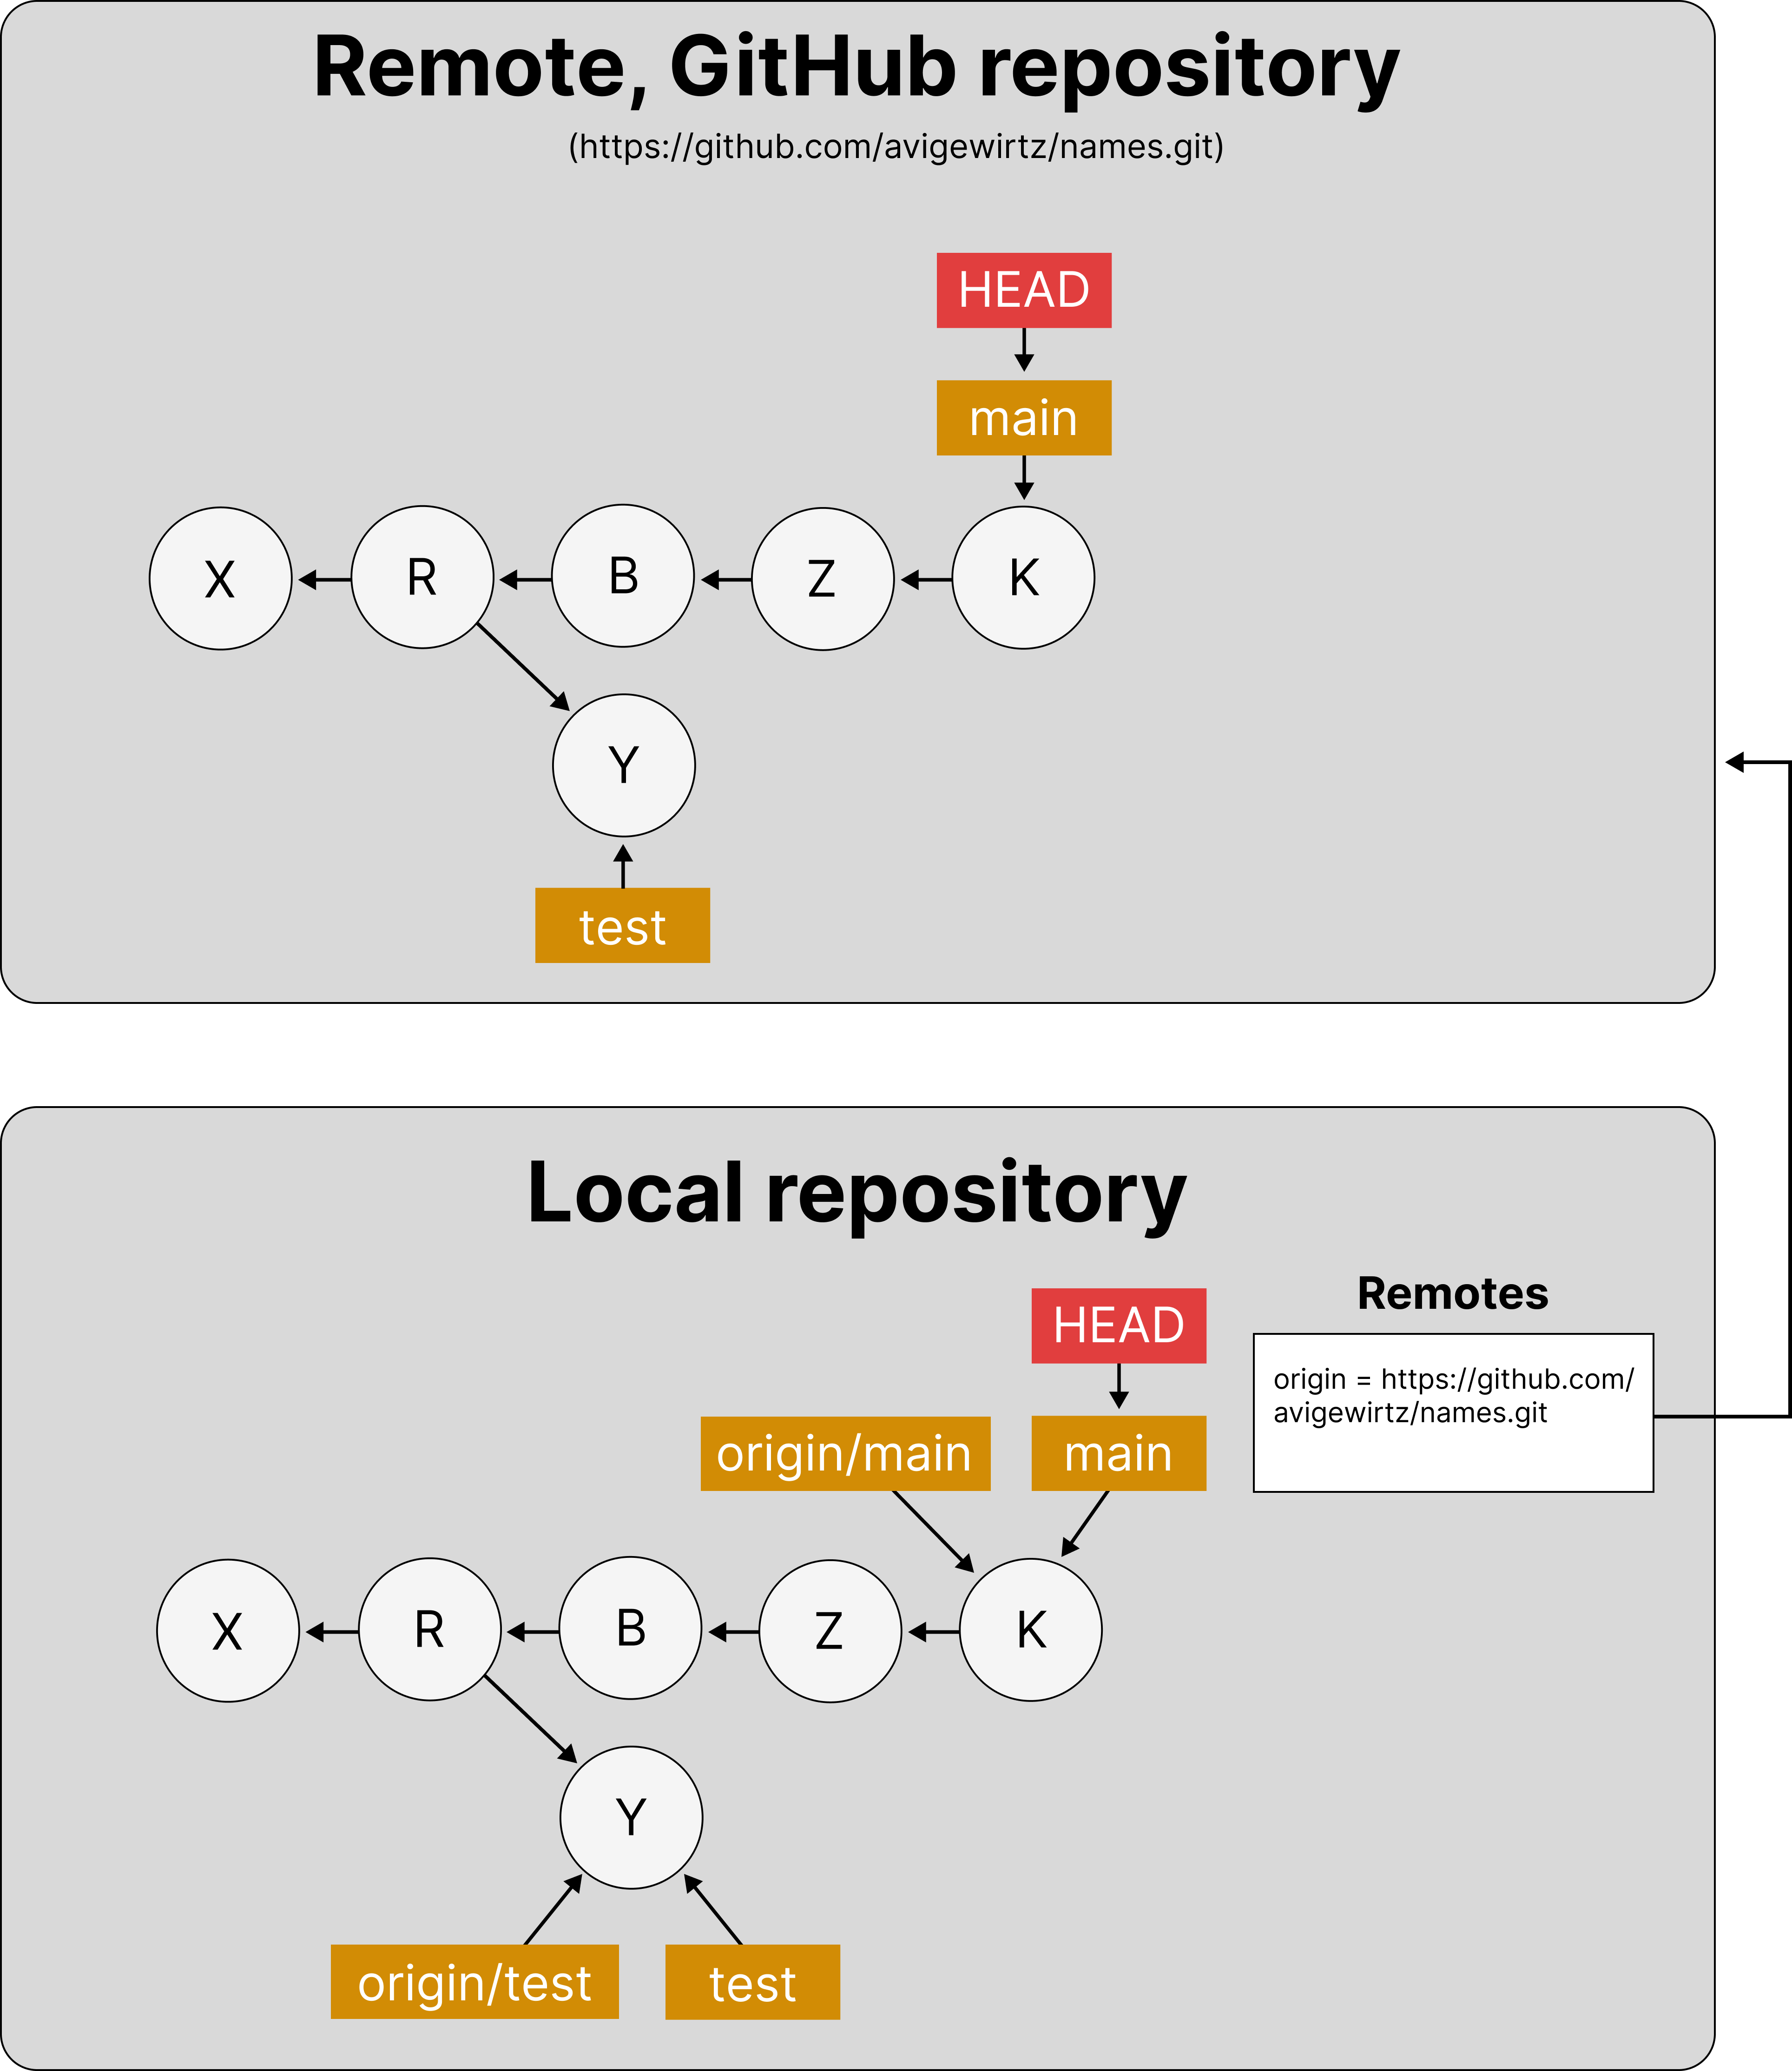 Remote, GitHub repository
(https://github.com/avigewirtz/names.git)
HEAD
main
X R B Z K
Y
test
Local repository
Remotes
HEAD
origin = https://github.com/
avigewirtz/names.git
origin/main main
X R B Z K
Y
origin/test test